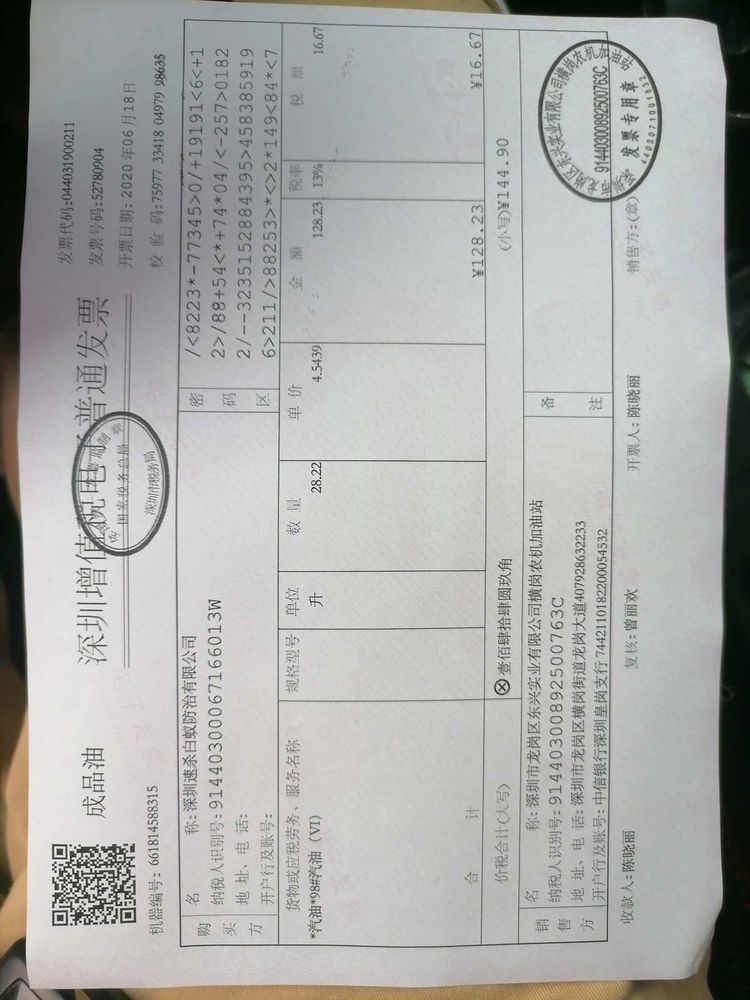 成品油
深圳增值税电子普通发票
全国统一发票监制章
国家税务总局
深圳市税务局
发票代码:044031900211
发票号码:52780904
开票日期:2020年06月18日
校验码:75977 33418 04979 98635
机器编号:661814588315
购买方
名称:深圳速杀白蚁防治有限公司
纳税人识别号:91440300067166013W
地址、电话:
开户行及账号:
密码区
/<8223*-77345>0/+19191<6<+1
2>/88+54<*+74*04/<-257>0182
2/--3235152884395>458385919
6>211/>88253>*<>2*149<84*<7
货物或应税劳务、服务名称 规格型号 单位 数量 单价 金额 税率 税额
*汽油*98#汽油(VI) 升 28.22 4.5439 128.23 13% 16.67
合计 ¥128.23 ¥16.67
价税合计(大写) ⊗壹佰肆拾肆圆玖角 (小写)¥144.90
销售方
名称:深圳市龙岗区东兴实业有限公司横岗农机加油站
纳税人识别号:91440300892500763C
地址、电话:深圳市龙岗区横岗街道龙岗大道407928632233
开户行及账号:中信银行深圳皇岗支行7442110182200054532
备注
收款人:陈晓丽 复核:曾丽欢 开票人:陈晓丽 销售方:(章)
深圳市龙岗区东兴实业有限公司横岗农机加油站
91440300892500763C
发票专用章
4403071001832